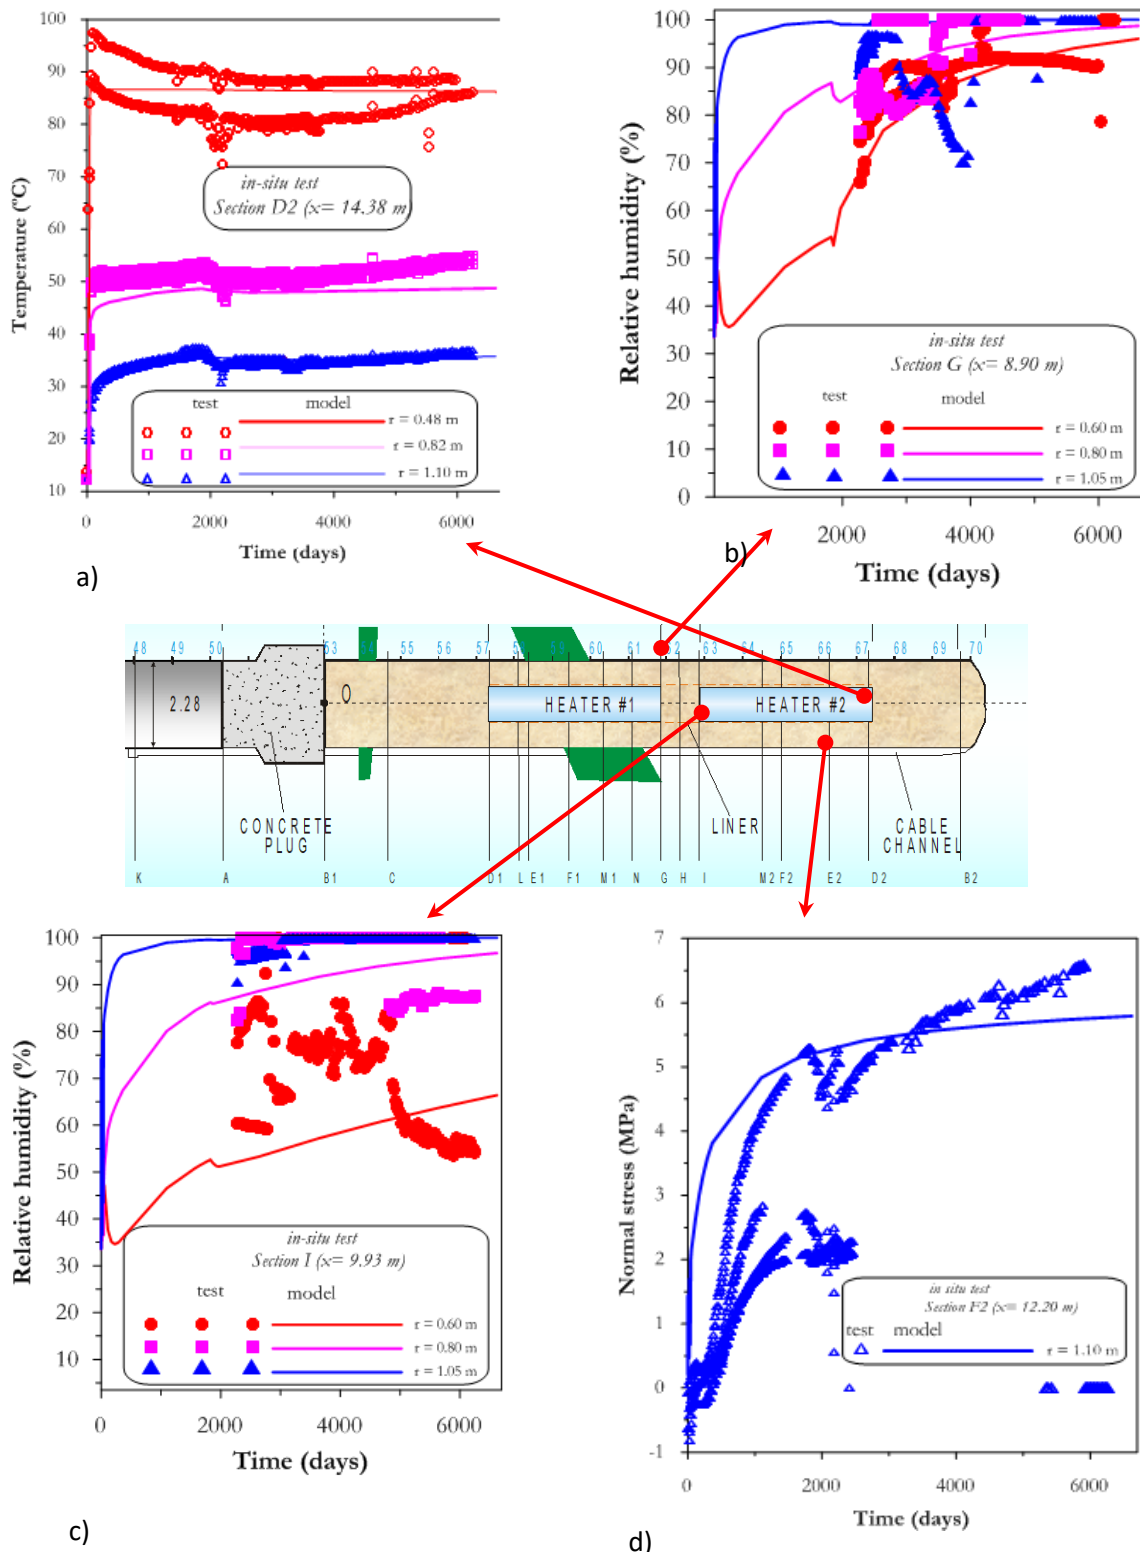 100
90
80
70
60
50
40
30
20
10
Temperature (°C)
in-situ test
Section D2 (x= 14.38 m)
test model
r = 0.48 m
r = 0.82 m
r = 1.10 m
0 2000 4000 6000
Time (days)
a)
100
90
80
70
60
50
40
30
20
10
0
Relative humidity (%)
in-situ test
Section G (x= 8.90 m)
test model
r = 0.60 m
r = 0.80 m
r = 1.05 m
2000 4000 6000
Time (days)
b)
48 49 50 53 54 55 56 57 58 59 60 61 62 63 64 65 66 67 68 69 70
2.28
O
HEATER #1 HEATER #2
CONCRETE
PLUG
LINER
CABLE
CHANNEL
K A B1 C D1 L E1 F1 M1 N G H I M2 F2 E2 D2 B2
100
90
80
70
60
50
40
30
20
10
Relative humidity (%)
in-situ test
Section I (x= 9.93 m)
test model
r = 0.60 m
r = 0.80 m
r = 1.05 m
0 2000 4000 6000
Time (days)
c)
7
6
5
4
3
2
1
0
-1
Normal stress (MPa)
in situ test
Section F2 (x= 12.20 m)
test model
r = 1.10 m
0 2000 4000 6000
Time (days)
d)